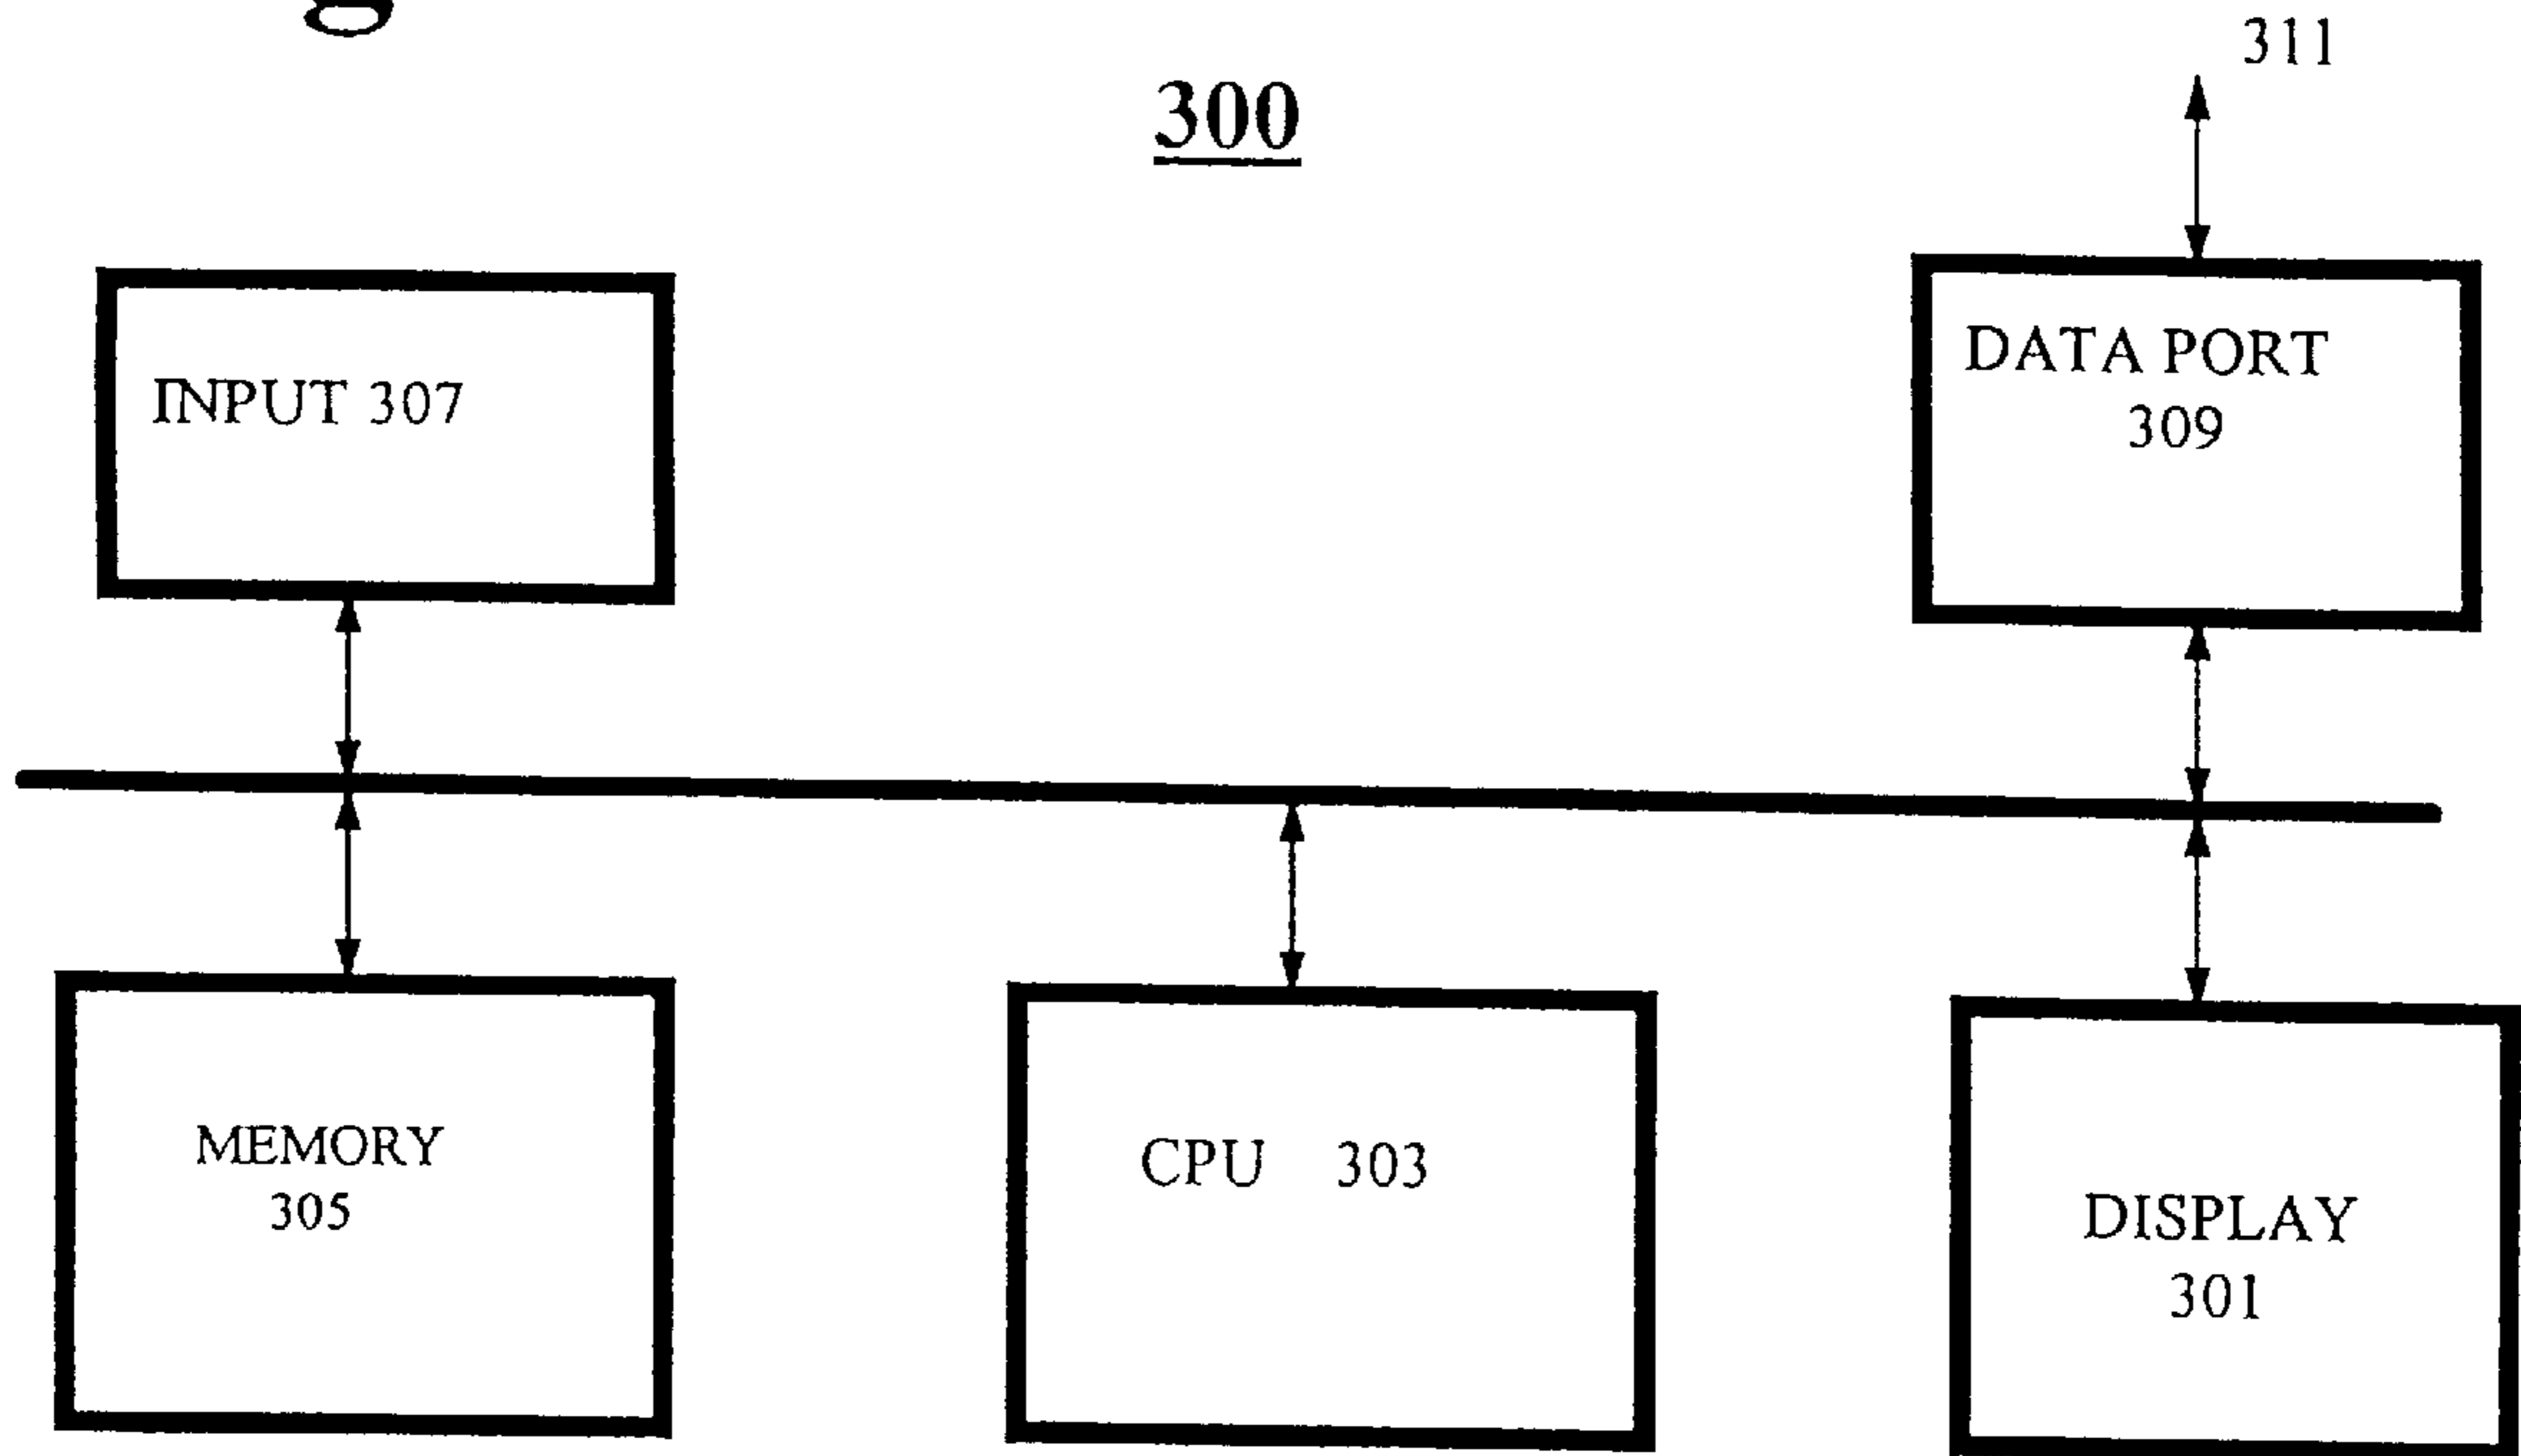 311
300
INPUT 307
DATA PORT
309
MEMORY
305
CPU 303
DISPLAY
301